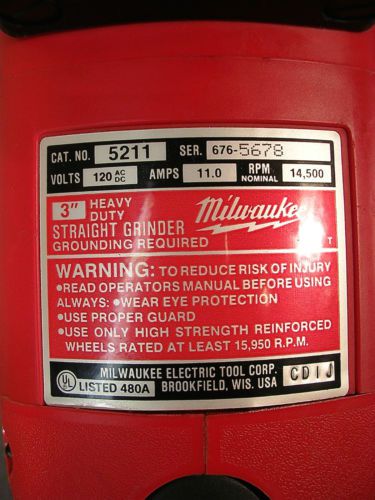 CAT. NO. 5211 SER. 676-5678
VOLTS 120 AC DC AMPS 11.0 RPM NOMINAL 14,500
3" HEAVY DUTY Milwaukee
STRAIGHT GRINDER
GROUNDING REQUIRED T
WARNING: TO REDUCE RISK OF INJURY
•READ OPERATORS MANUAL BEFORE USING
ALWAYS: •WEAR EYE PROTECTION
•USE PROPER GUARD
•USE ONLY HIGH STRENGTH REINFORCED
WHEELS RATED AT LEAST 15,950 R.P.M.
UL LISTED 480A MILWAUKEE ELECTRIC TOOL CORP.
BROOKFIELD, WIS. USA CDIJ